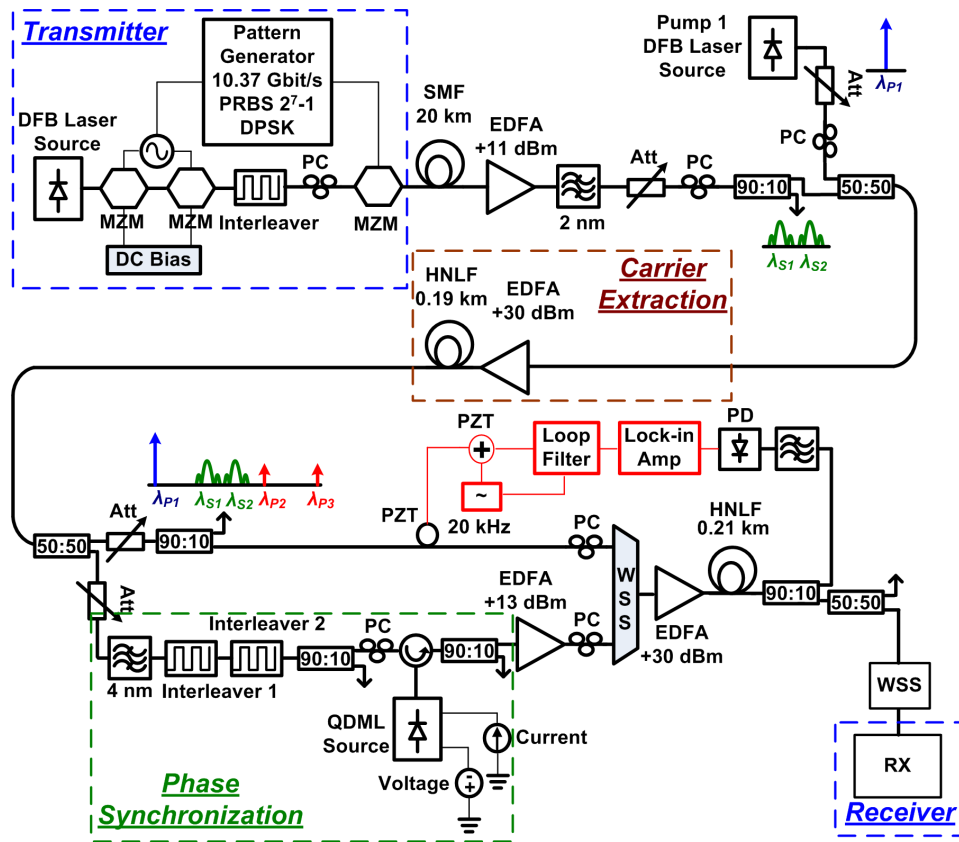 Transmitter
Pattern
Generator
10.37 Gbit/s
PRBS 2⁷-1
DPSK
DFB Laser
Source
MZM
MZM
Interleaver
PC
MZM
DC Bias
SMF
20 km
EDFA
+11 dBm
2 nm
Att
PC
90:10
50:50
Pump 1
DFB Laser
Source
Att
PC
λP1
λS1 λS2
Carrier
Extraction
HNLF
0.19 km
EDFA
+30 dBm
λP1 λS1 λS2 λP2 λP3
50:50
Att
90:10
Att
PZT
PZT
+
~
20 kHz
Loop
Filter
Lock-in
Amp
PD
PC
WSS
HNLF
0.21 km
EDFA
+30 dBm
90:10
50:50
EDFA
+13 dBm
PC
4 nm
Interleaver 1
Interleaver 2
90:10
PC
90:10
QDML
Source
Current
Voltage
-
+
Phase
Synchronization
WSS
RX
Receiver